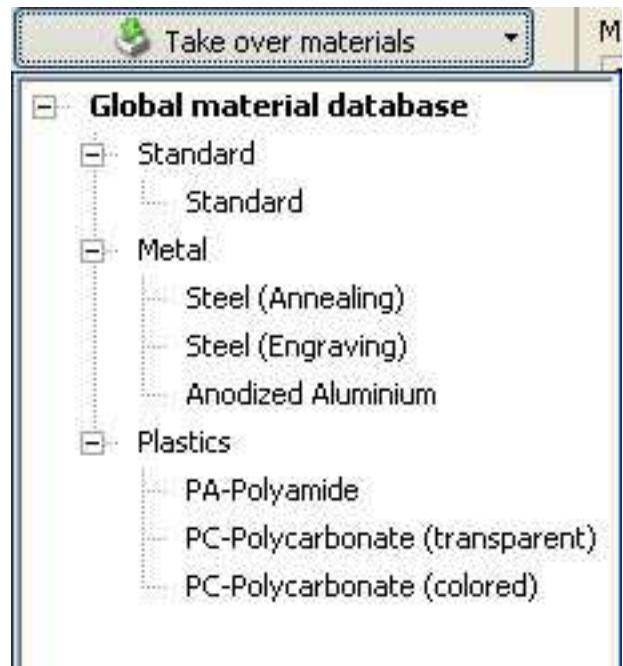 Take over materials
M
Global material database
Standard
Standard
Metal
Steel (Annealing)
Steel (Engraving)
Anodized Aluminium
Plastics
PA-Polyamide
PC-Polycarbonate (transparent)
PC-Polycarbonate (colored)